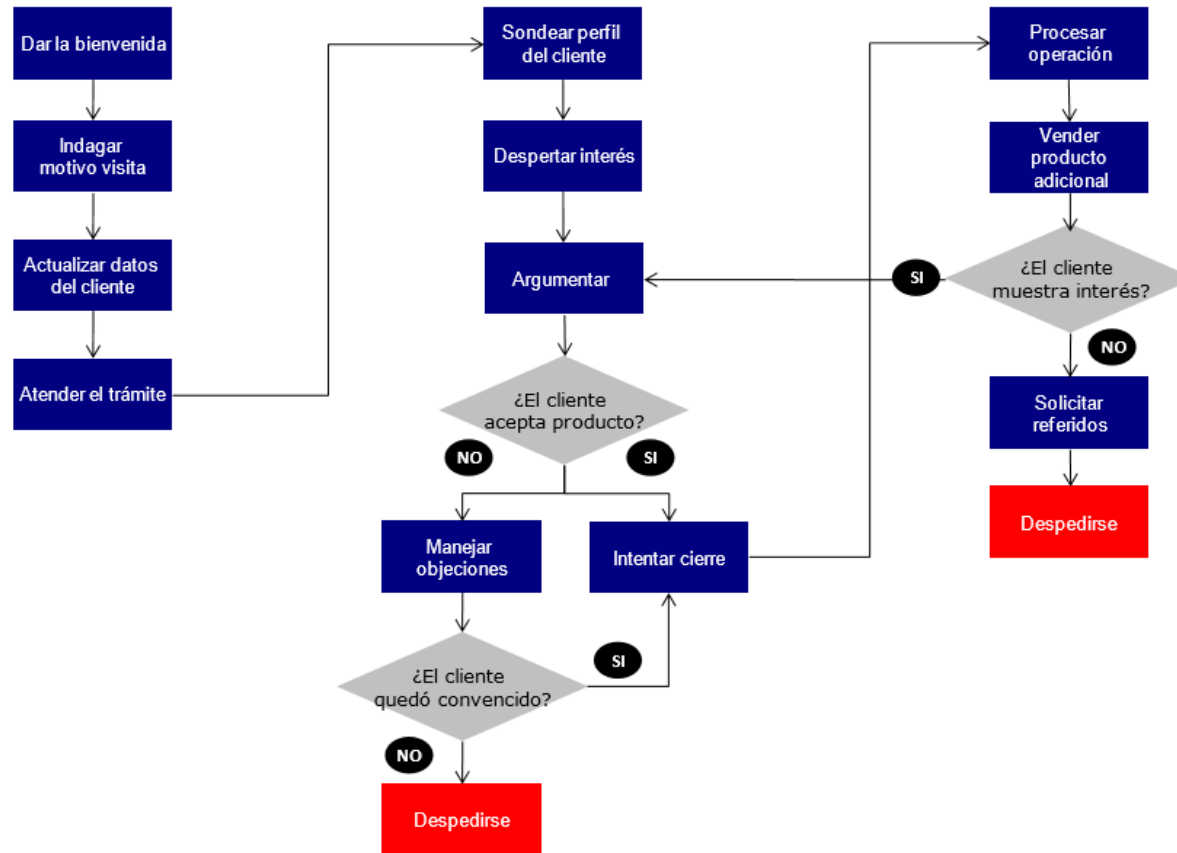 Dar la bienvenida
Indagar
motivo visita
Actualizar datos
del cliente
Atender el trámite
Sondear perfil
del cliente
Despertar interés
Argumentar
¿El cliente
acepta producto?
NO
SI
Manejar
objeciones
Intentar cierre
¿El cliente
quedó convencido?
SI
NO
Despedirse
Procesar
operación
Vender
producto
adicional
¿El cliente
muestra interés?
SI
NO
Solicitar
referidos
Despedirse